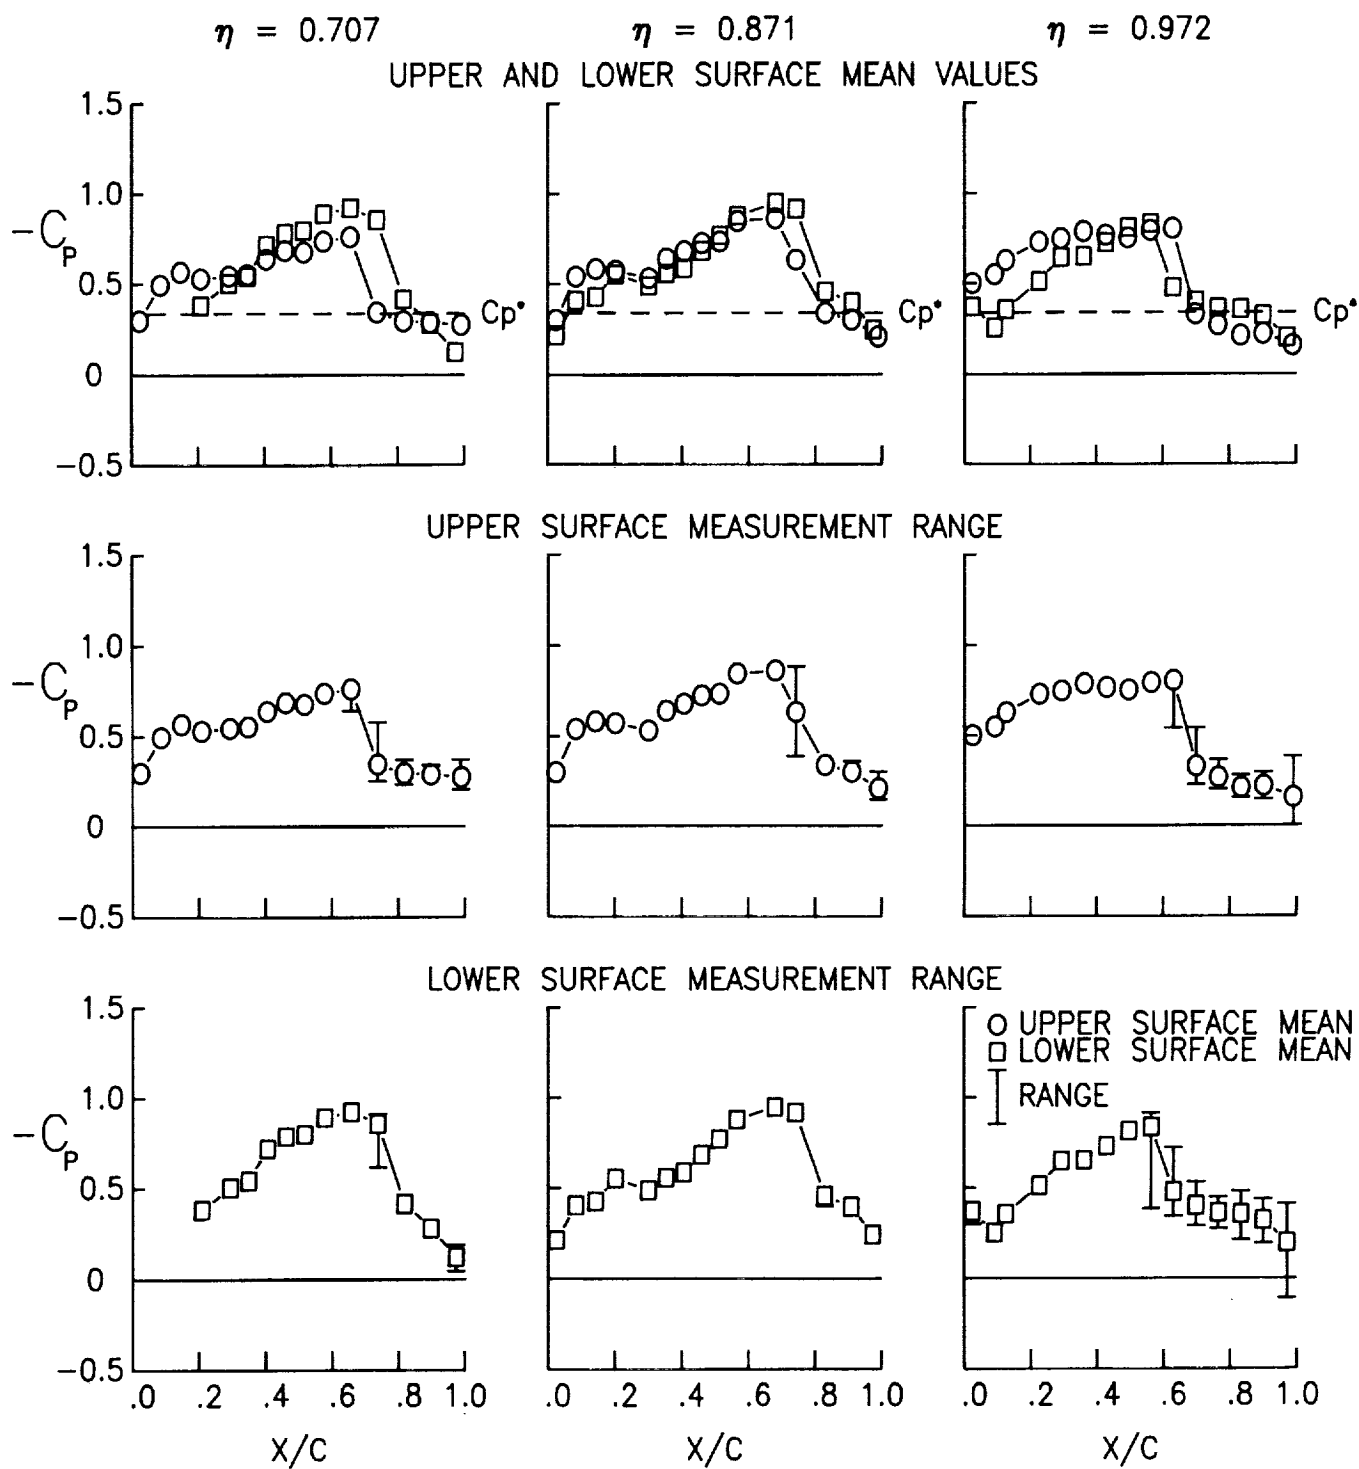 η = 0.707 η = 0.871 η = 0.972
UPPER AND LOWER SURFACE MEAN VALUES
1.5
1.0
-Cp
0.5
Cp* Cp* Cp*
0
-0.5
UPPER SURFACE MEASUREMENT RANGE
1.5
1.0
-Cp
0.5
0
-0.5
LOWER SURFACE MEASUREMENT RANGE
1.5
UPPER SURFACE MEAN
LOWER SURFACE MEAN
RANGE
1.0
-Cp
0.5
0
-0.5
.0 .2 .4 .6 .8 1.0 .0 .2 .4 .6 .8 1.0 .0 .2 .4 .6 .8 1.0
X/C X/C X/C